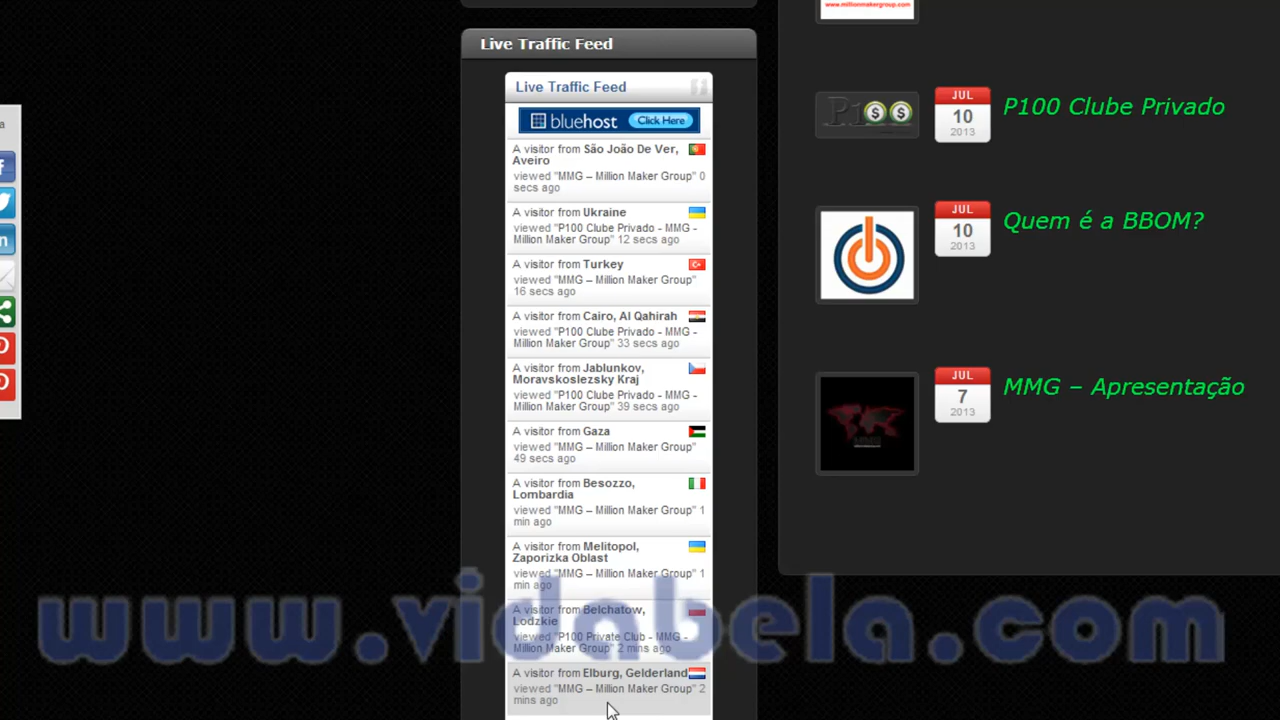 Live Traffic Feed
Live Traffic Feed
bluehost Click Here
A visitor from São João De Ver,
Aveiro
viewed "MMG – Million Maker Group" 0
secs ago
A visitor from Ukraine
viewed "P100 Clube Privado - MMG -
Million Maker Group" 12 secs ago
A visitor from Turkey
viewed "MMG – Million Maker Group"
16 secs ago
A visitor from Cairo, Al Qahirah
viewed "P100 Clube Privado - MMG -
Million Maker Group" 33 secs ago
A visitor from Jablunkov,
Moravskoslezsky Kraj
viewed "P100 Clube Privado - MMG -
Million Maker Group" 39 secs ago
A visitor from Gaza
viewed "MMG – Million Maker Group"
49 secs ago
A visitor from Besozzo,
Lombardia
viewed "MMG – Million Maker Group" 1
min ago
A visitor from Melitopol,
Zaporizka Oblast
viewed "MMG – Million Maker Group" 1
min ago
A visitor from Belchatow,
Lodzkie
viewed "P100 Private Club - MMG -
Million Maker Group" 2 mins ago
A visitor from Elburg, Gelderland
viewed "MMG – Million Maker Group" 2
mins ago
www.millionmakergroup.com
P100 $ $
JUL
10
2013
P100 Clube Privado
JUL
10
2013
Quem é a BBOM?
MMG
JUL
7
2013
MMG – Apresentação
www.vidabela.com